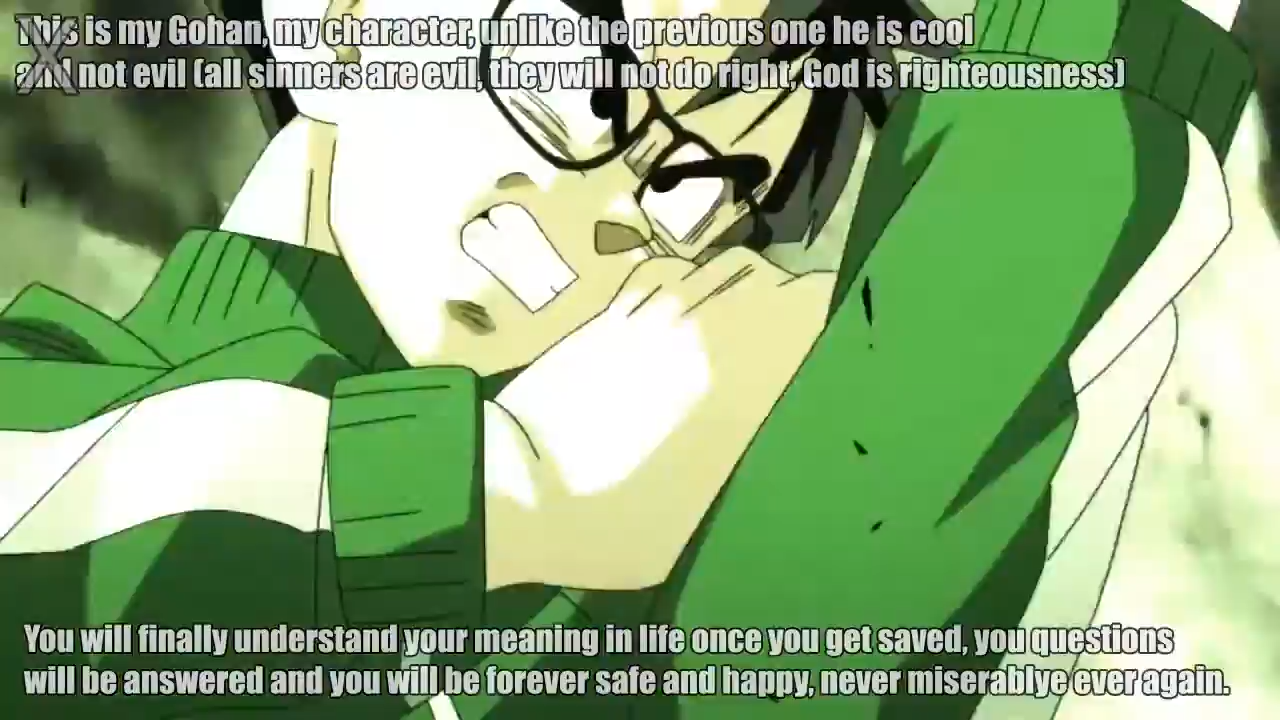 This is my Gohan, my character, unlike the previous one he is cool
and not evil (all sinners are evil, they will not do right, God is righteousness)
You will finally understand your meaning in life once you get saved, you questions
will be answered and you will be forever safe and happy, never miserablye ever again.